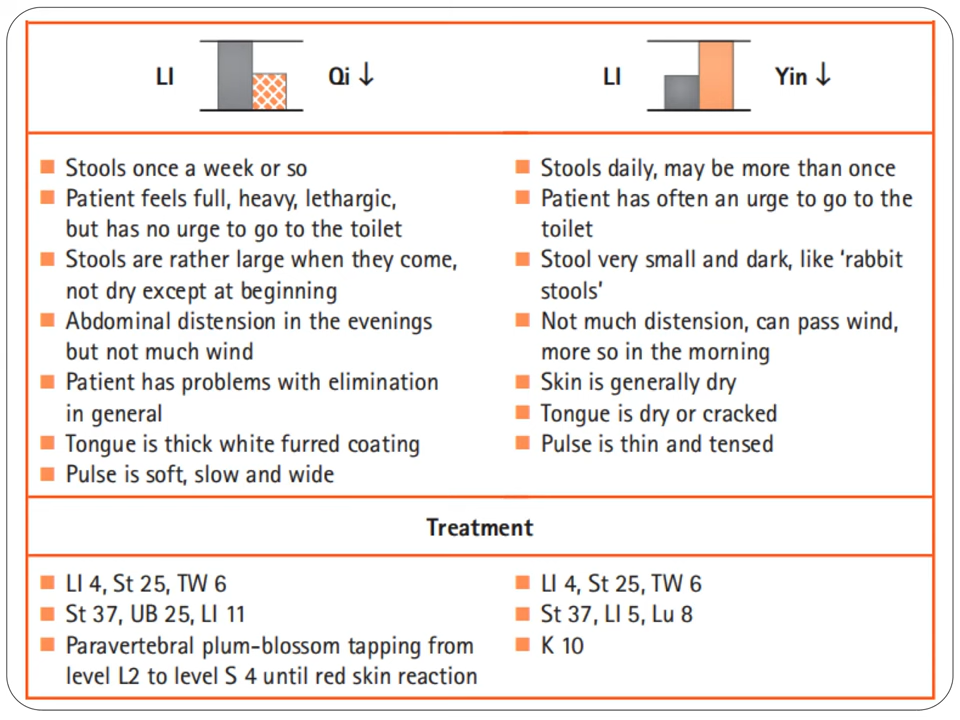 LI Qi ↓
LI Yin ↓
Stools once a week or so
Patient feels full, heavy, lethargic,
but has no urge to go to the toilet
Stools are rather large when they come,
not dry except at beginning
Abdominal distension in the evenings
but not much wind
Patient has problems with elimination
in general
Tongue is thick white furred coating
Pulse is soft, slow and wide
Stools daily, may be more than once
Patient has often an urge to go to the
toilet
Stool very small and dark, like ‘rabbit
stools’
Not much distension, can pass wind,
more so in the morning
Skin is generally dry
Tongue is dry or cracked
Pulse is thin and tensed
Treatment
LI 4, St 25, TW 6
St 37, UB 25, LI 11
Paravertebral plum-blossom tapping from
level L2 to level S 4 until red skin reaction
LI 4, St 25, TW 6
St 37, LI 5, Lu 8
K 10